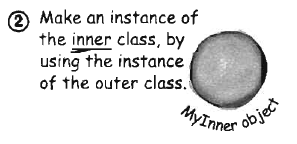 ② Make an instance of
the inner class, by
using the instance
of the outer class.
MyInner object